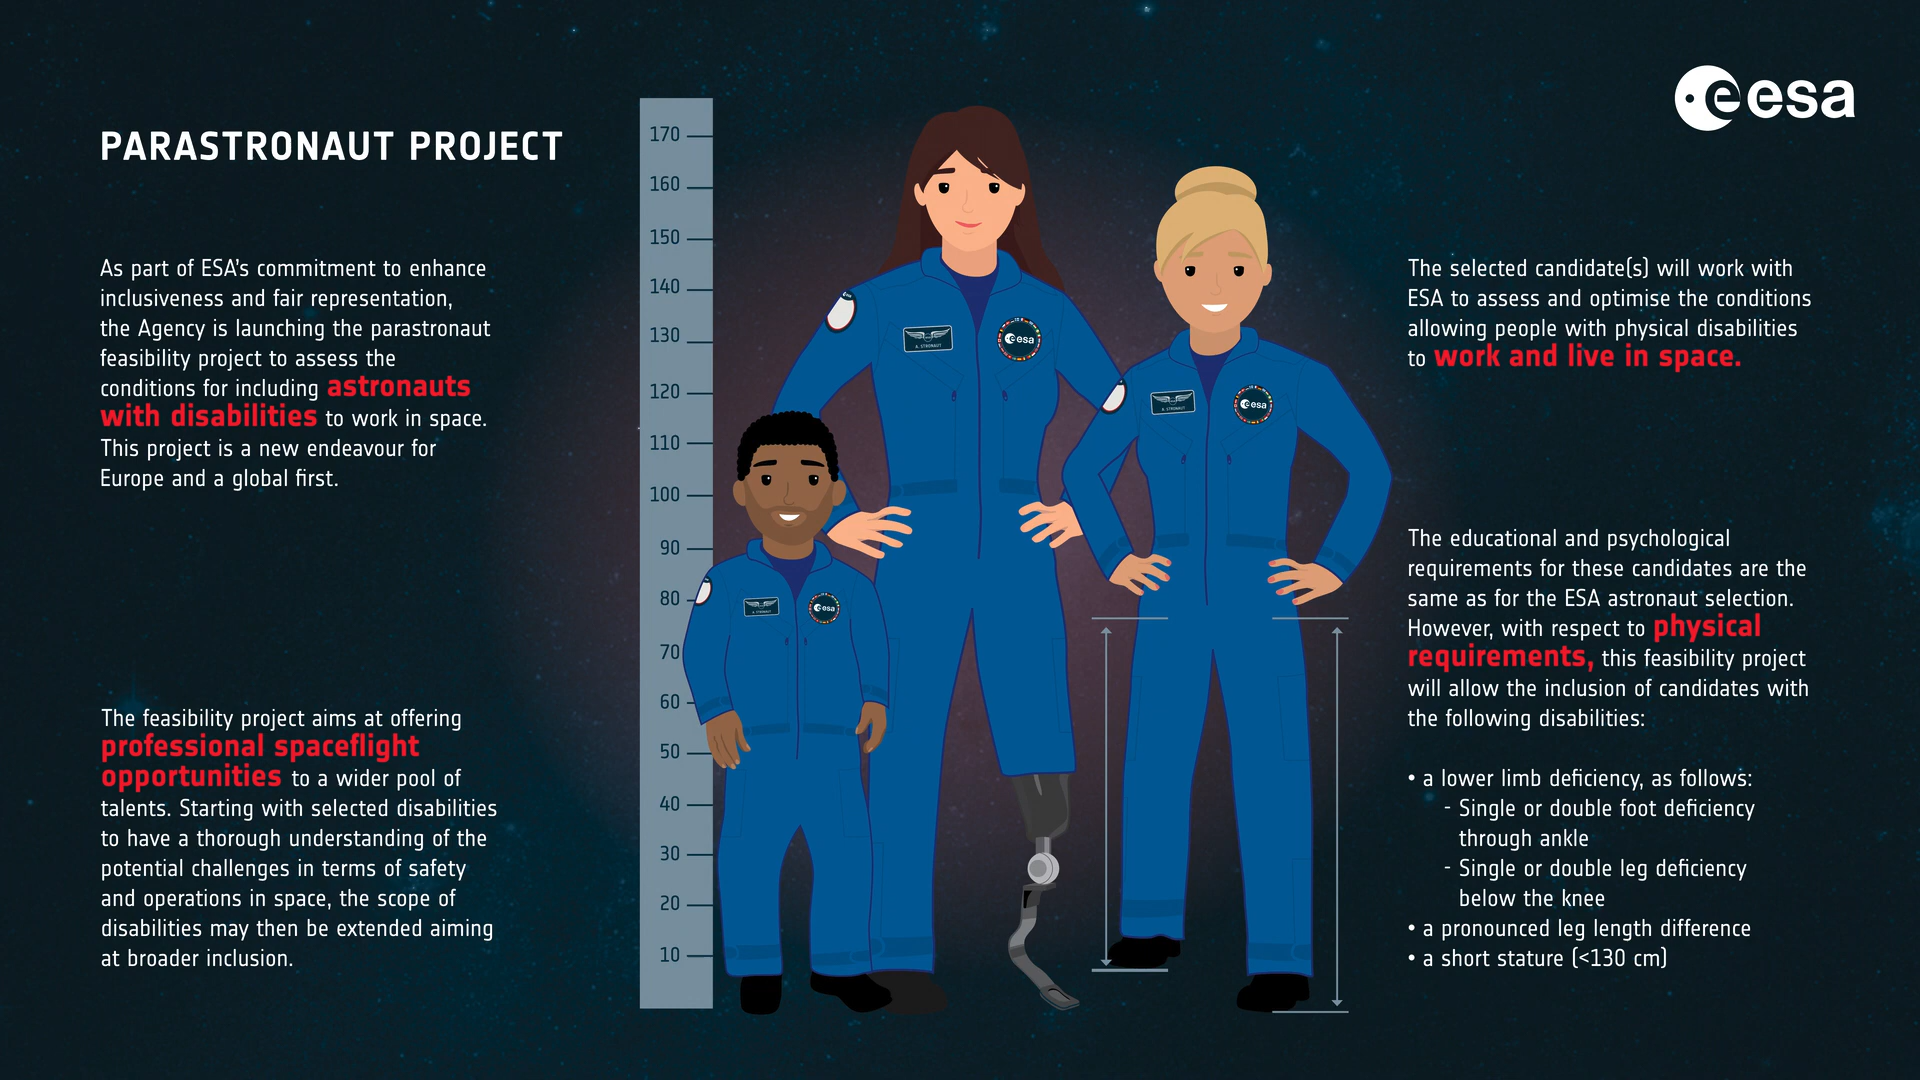 PARASTRONAUT PROJECT
As part of ESA’s commitment to enhance
inclusiveness and fair representation,
the Agency is launching the parastronaut
feasibility project to assess the
conditions for including astronauts
with disabilities to work in space.
This project is a new endeavour for
Europe and a global first.
The feasibility project aims at offering
professional spaceflight
opportunities to a wider pool of
talents. Starting with selected disabilities
to have a thorough understanding of the
potential challenges in terms of safety
and operations in space, the scope of
disabilities may then be extended aiming
at broader inclusion.
170
160
150
140
130
120
110
100
90
80
70
60
50
40
30
20
10
A. STRONAUT
esa
A. STRONAUT
esa
A. STRONAUT
esa
esa
The selected candidate(s) will work with
ESA to assess and optimise the conditions
allowing people with physical disabilities
to work and live in space.
The educational and psychological
requirements for these candidates are the
same as for the ESA astronaut selection.
However, with respect to physical
requirements, this feasibility project
will allow the inclusion of candidates with
the following disabilities:
• a lower limb deficiency, as follows:
- Single or double foot deficiency
through ankle
- Single or double leg deficiency
below the knee
• a pronounced leg length difference
• a short stature (<130 cm)